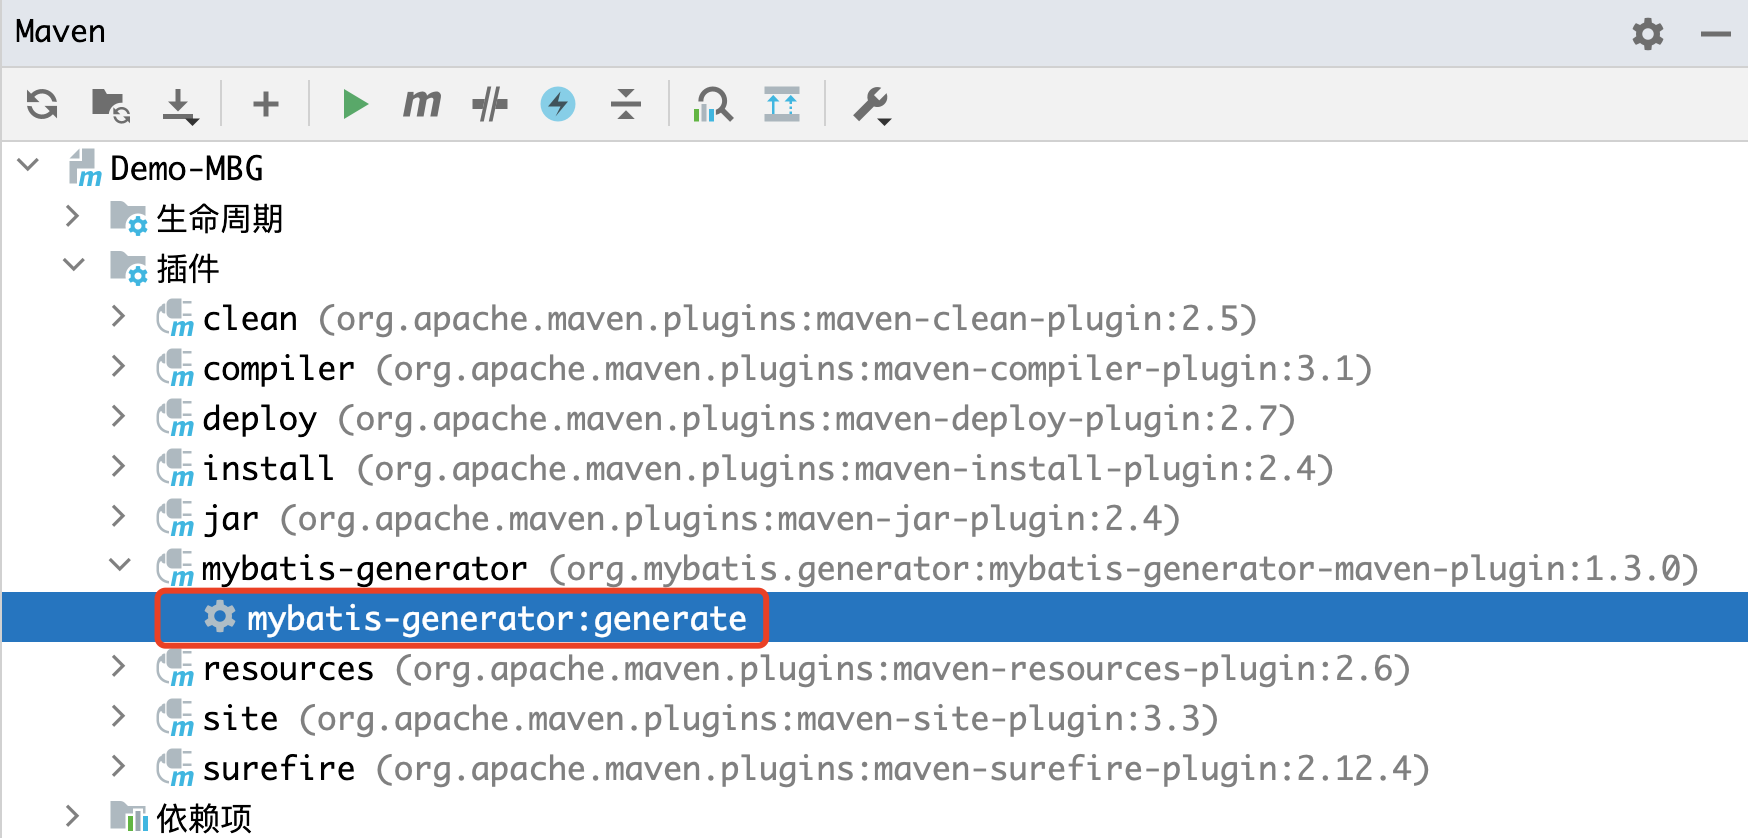 Maven
Demo-MBG
生命周期
插件
clean (org.apache.maven.plugins:maven-clean-plugin:2.5)
compiler (org.apache.maven.plugins:maven-compiler-plugin:3.1)
deploy (org.apache.maven.plugins:maven-deploy-plugin:2.7)
install (org.apache.maven.plugins:maven-install-plugin:2.4)
jar (org.apache.maven.plugins:maven-jar-plugin:2.4)
mybatis-generator (org.mybatis.generator:mybatis-generator-maven-plugin:1.3.0)
mybatis-generator:generate
resources (org.apache.maven.plugins:maven-resources-plugin:2.6)
site (org.apache.maven.plugins:maven-site-plugin:3.3)
surefire (org.apache.maven.plugins:maven-surefire-plugin:2.12.4)
依赖项